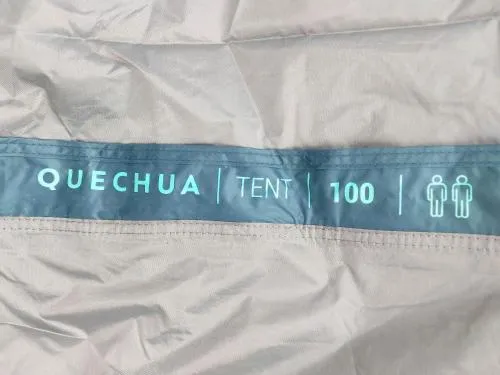 QUECHUA | TENT | 100 |